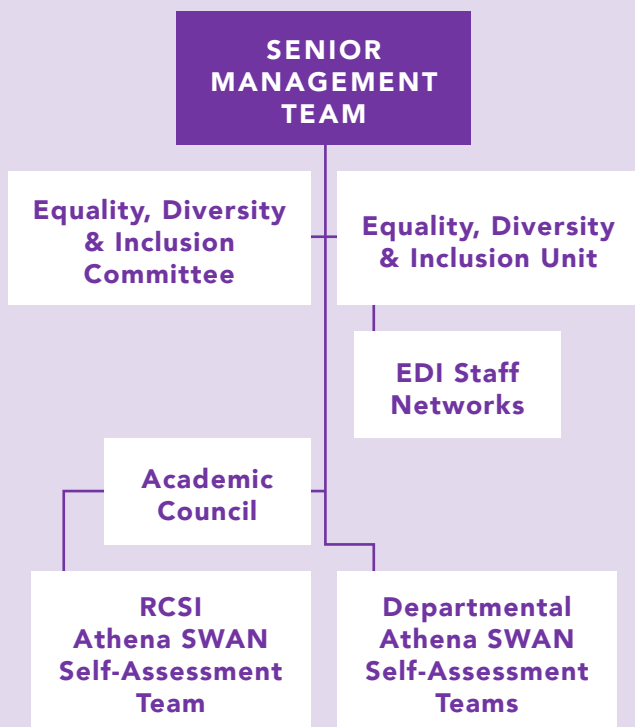 SENIOR
MANAGEMENT
TEAM
Equality, Diversity
& Inclusion
Committee
Equality, Diversity
& Inclusion Unit
EDI Staff
Networks
Academic
Council
RCSI
Athena SWAN
Self-Assessment
Team
Departmental
Athena SWAN
Self-Assessment
Teams